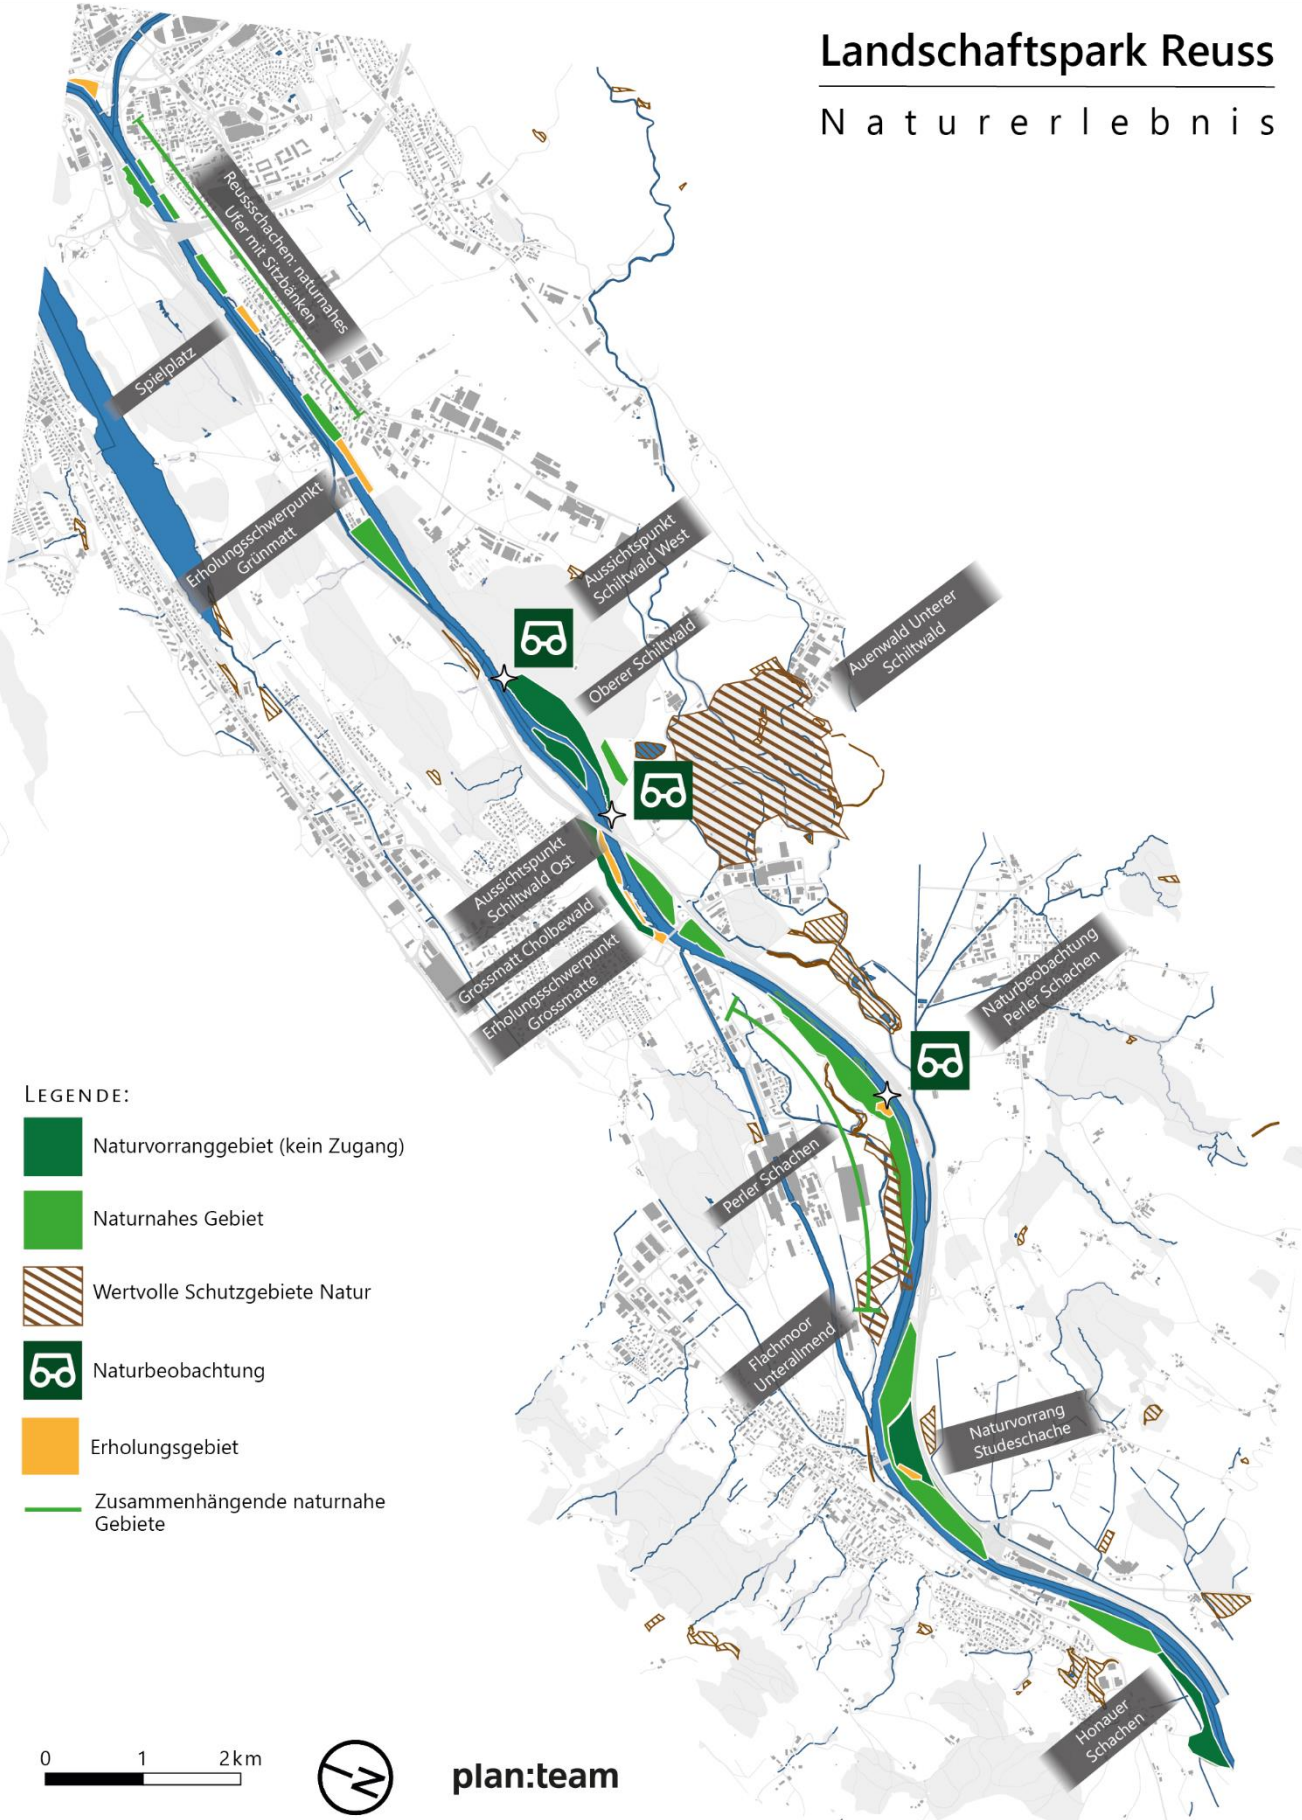 Landschaftspark Reuss
Naturerlebnis
Reussschachen: naturnahes
Ufer mit Sitzbänken
Spielplatz
Erholungsschwerpunkt
Grünmatt
Aussichtspunkt
Schiltwald West
Oberer Schiltwald
Auenwald Unterer
Schiltwald
Aussichtspunkt
Schiltwald Ost
Grossmatt Cholbewald
Erholungsschwerpunkt
Grossmatte
Naturbeobachtung
Perler Schachen
Perler Schachen
Flachmoor
Unterallmend
Naturvorrang
Studeschache
Honauer
Schachen
LEGENDE:
Naturvorranggebiet (kein Zugang)
Naturnahes Gebiet
Wertvolle Schutzgebiete Natur
Naturbeobachtung
Erholungsgebiet
Zusammenhängende naturnahe
Gebiete
0 1 2km
N
plan:team